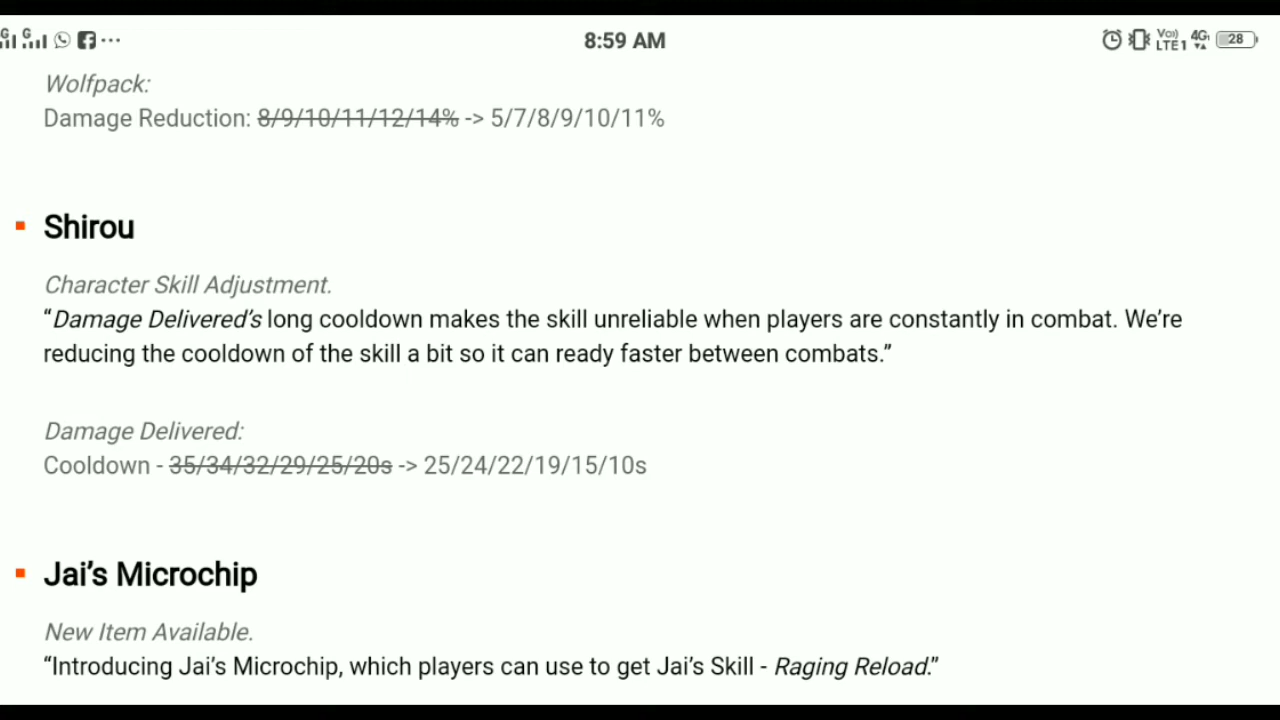 8:59 AM
Vo))
LTE 1
4G
28
Wolfpack:
Damage Reduction: 8/9/10/11/12/14% -> 5/7/8/9/10/11%
Shirou
Character Skill Adjustment.
“Damage Delivered’s long cooldown makes the skill unreliable when players are constantly in combat. We’re
reducing the cooldown of the skill a bit so it can ready faster between combats.”
Damage Delivered:
Cooldown - 35/34/32/29/25/20s -> 25/24/22/19/15/10s
Jai’s Microchip
New Item Available.
“Introducing Jai’s Microchip, which players can use to get Jai’s Skill - Raging Reload.”